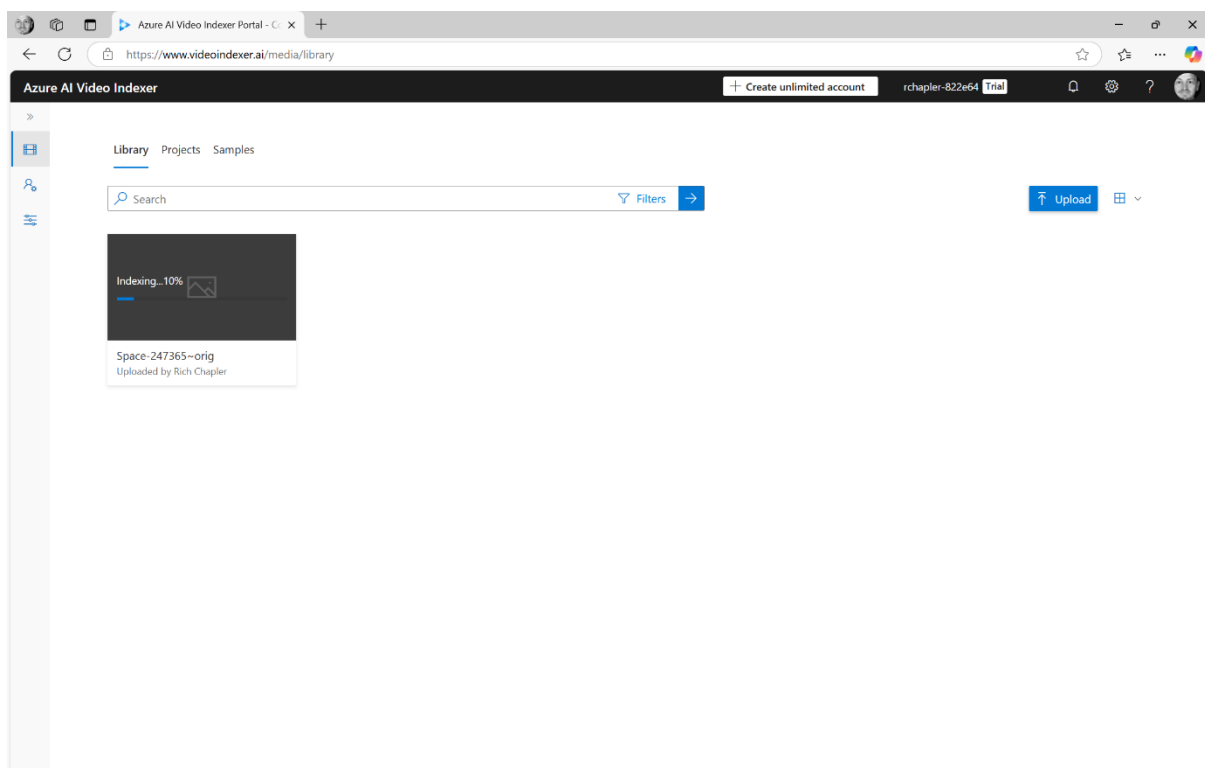 Azure AI Video Indexer Portal - C
https://www.videoindexer.ai/media/library
Azure AI Video Indexer
Create unlimited account
rchapler-822e64 Trial
?
Library Projects Samples
Search
Filters
Upload
Indexing...10%
Space-247365~orig
Uploaded by Rich Chapler